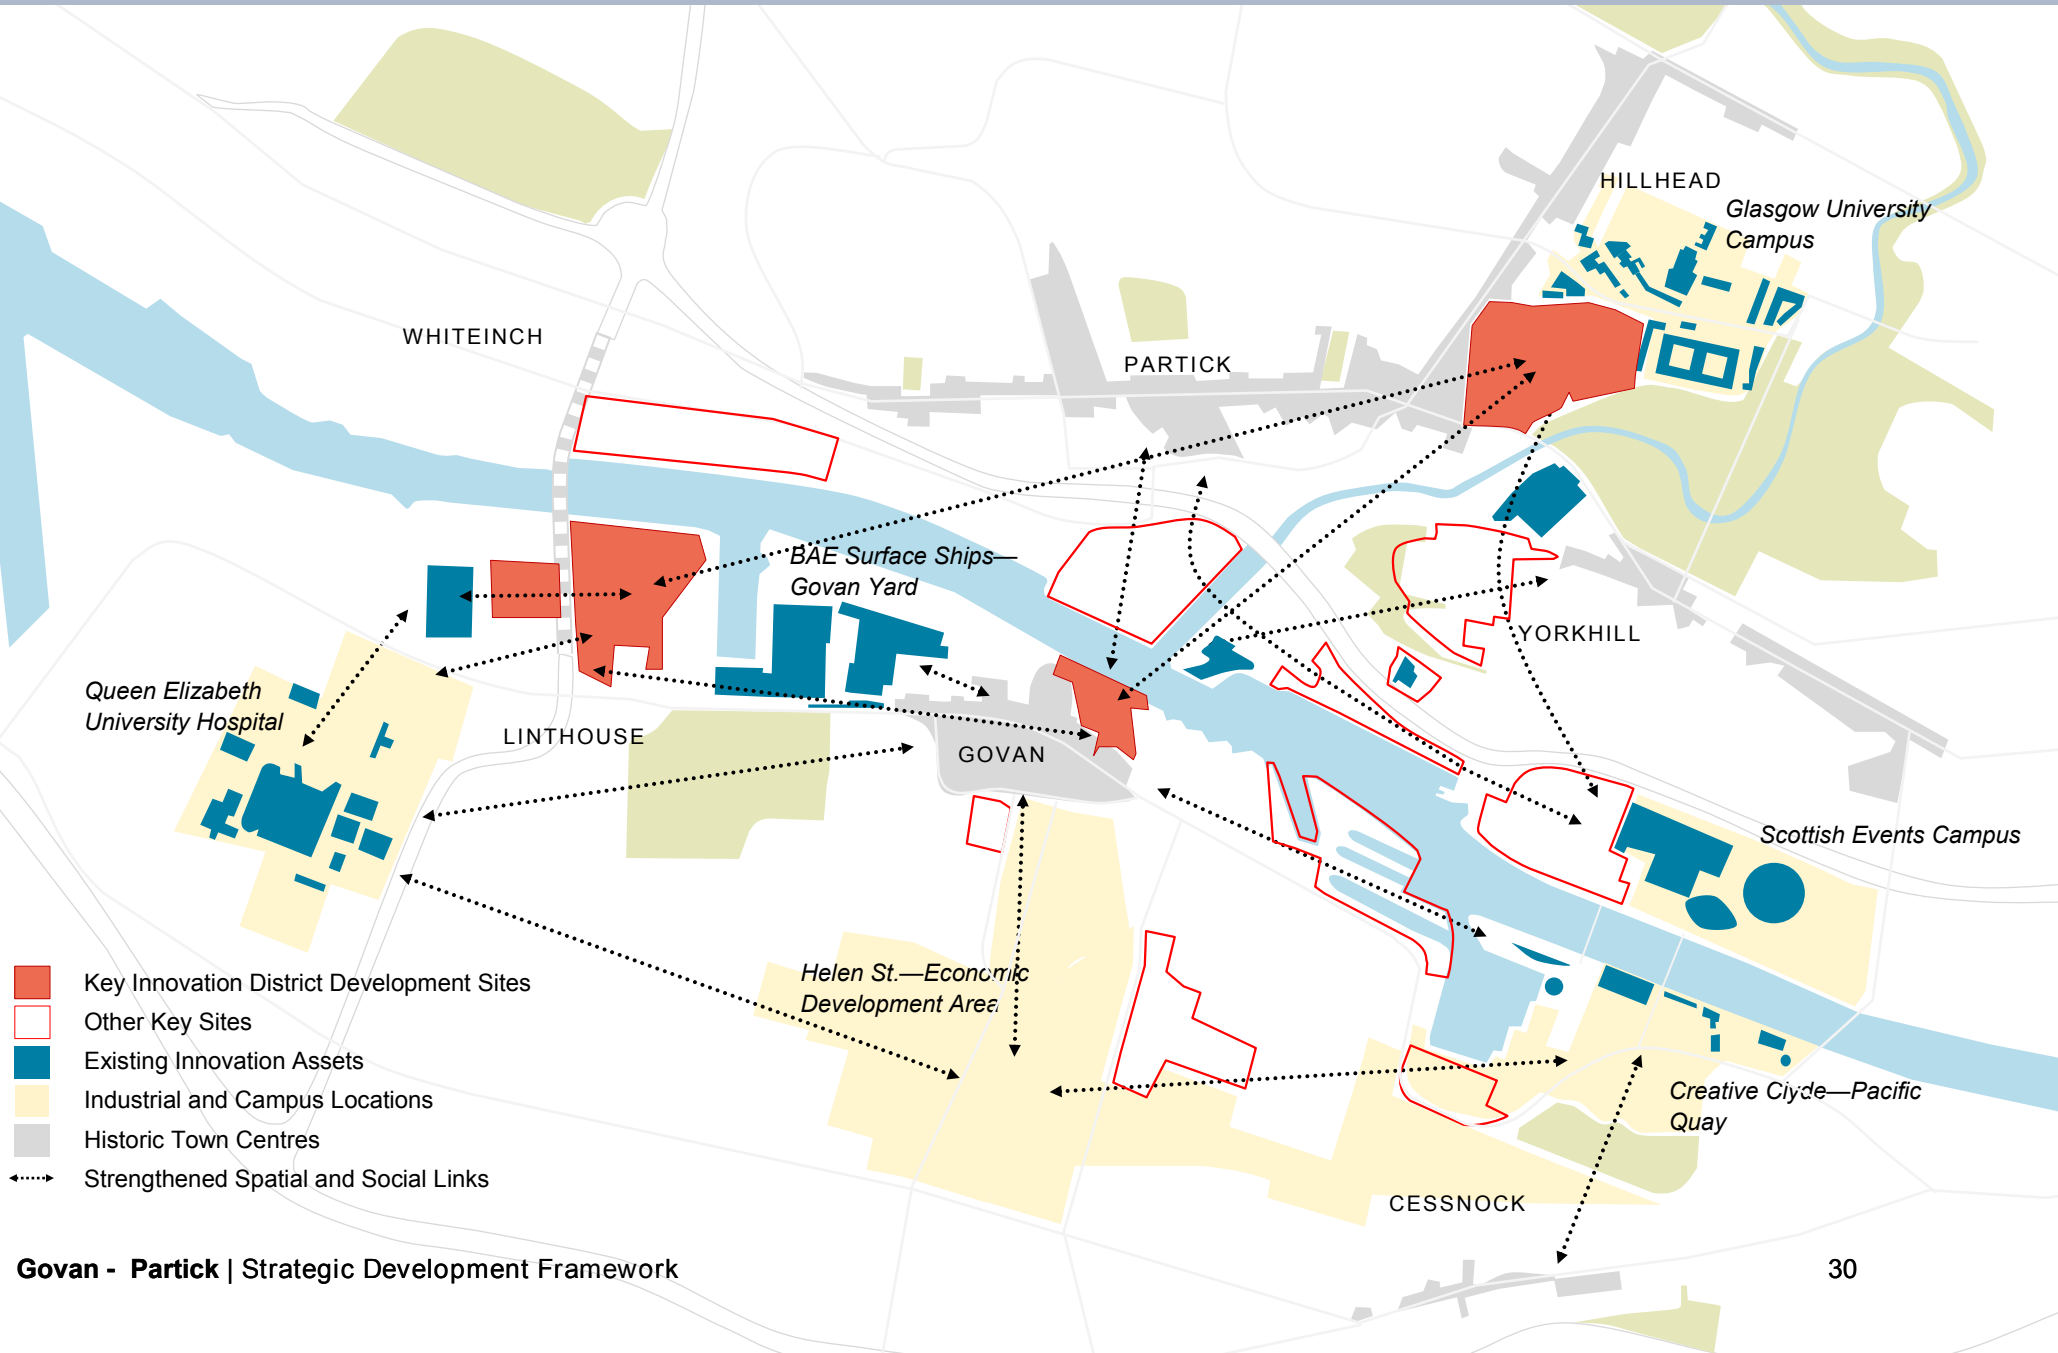 HILLHEAD
Glasgow University
Campus
WHITEINCH
PARTICK
BAE Surface Ships—
Govan Yard
YORKHILL
Queen Elizabeth
University Hospital
LINTHOUSE
GOVAN
Scottish Events Campus
Helen St.—Economic
Development Area
Key Innovation District Development Sites
Other Key Sites
Existing Innovation Assets
Industrial and Campus Locations
Historic Town Centres
Strengthened Spatial and Social Links
Creative Clyde—Pacific
Quay
CESSNOCK
Govan - Partick | Strategic Development Framework
30